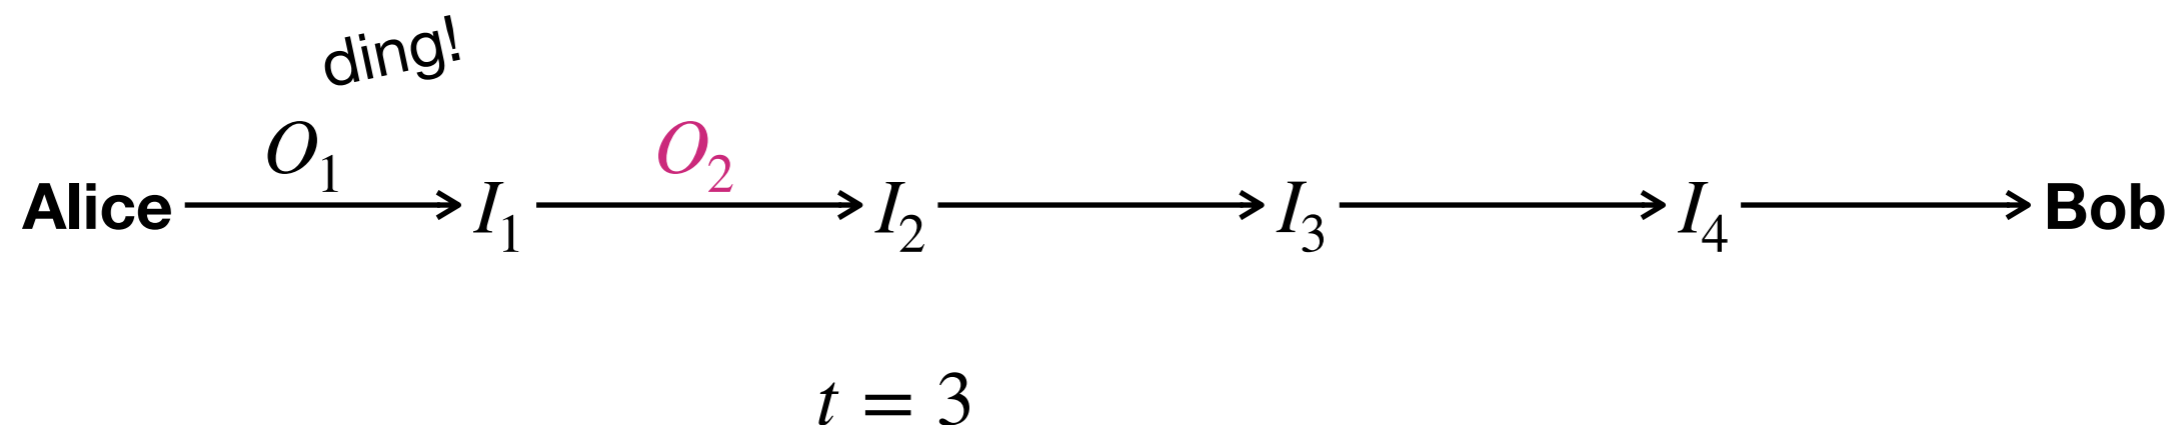 ding!
O₁ O₂
Alice I₁ I₂ I₃ I₄ Bob
t = 3